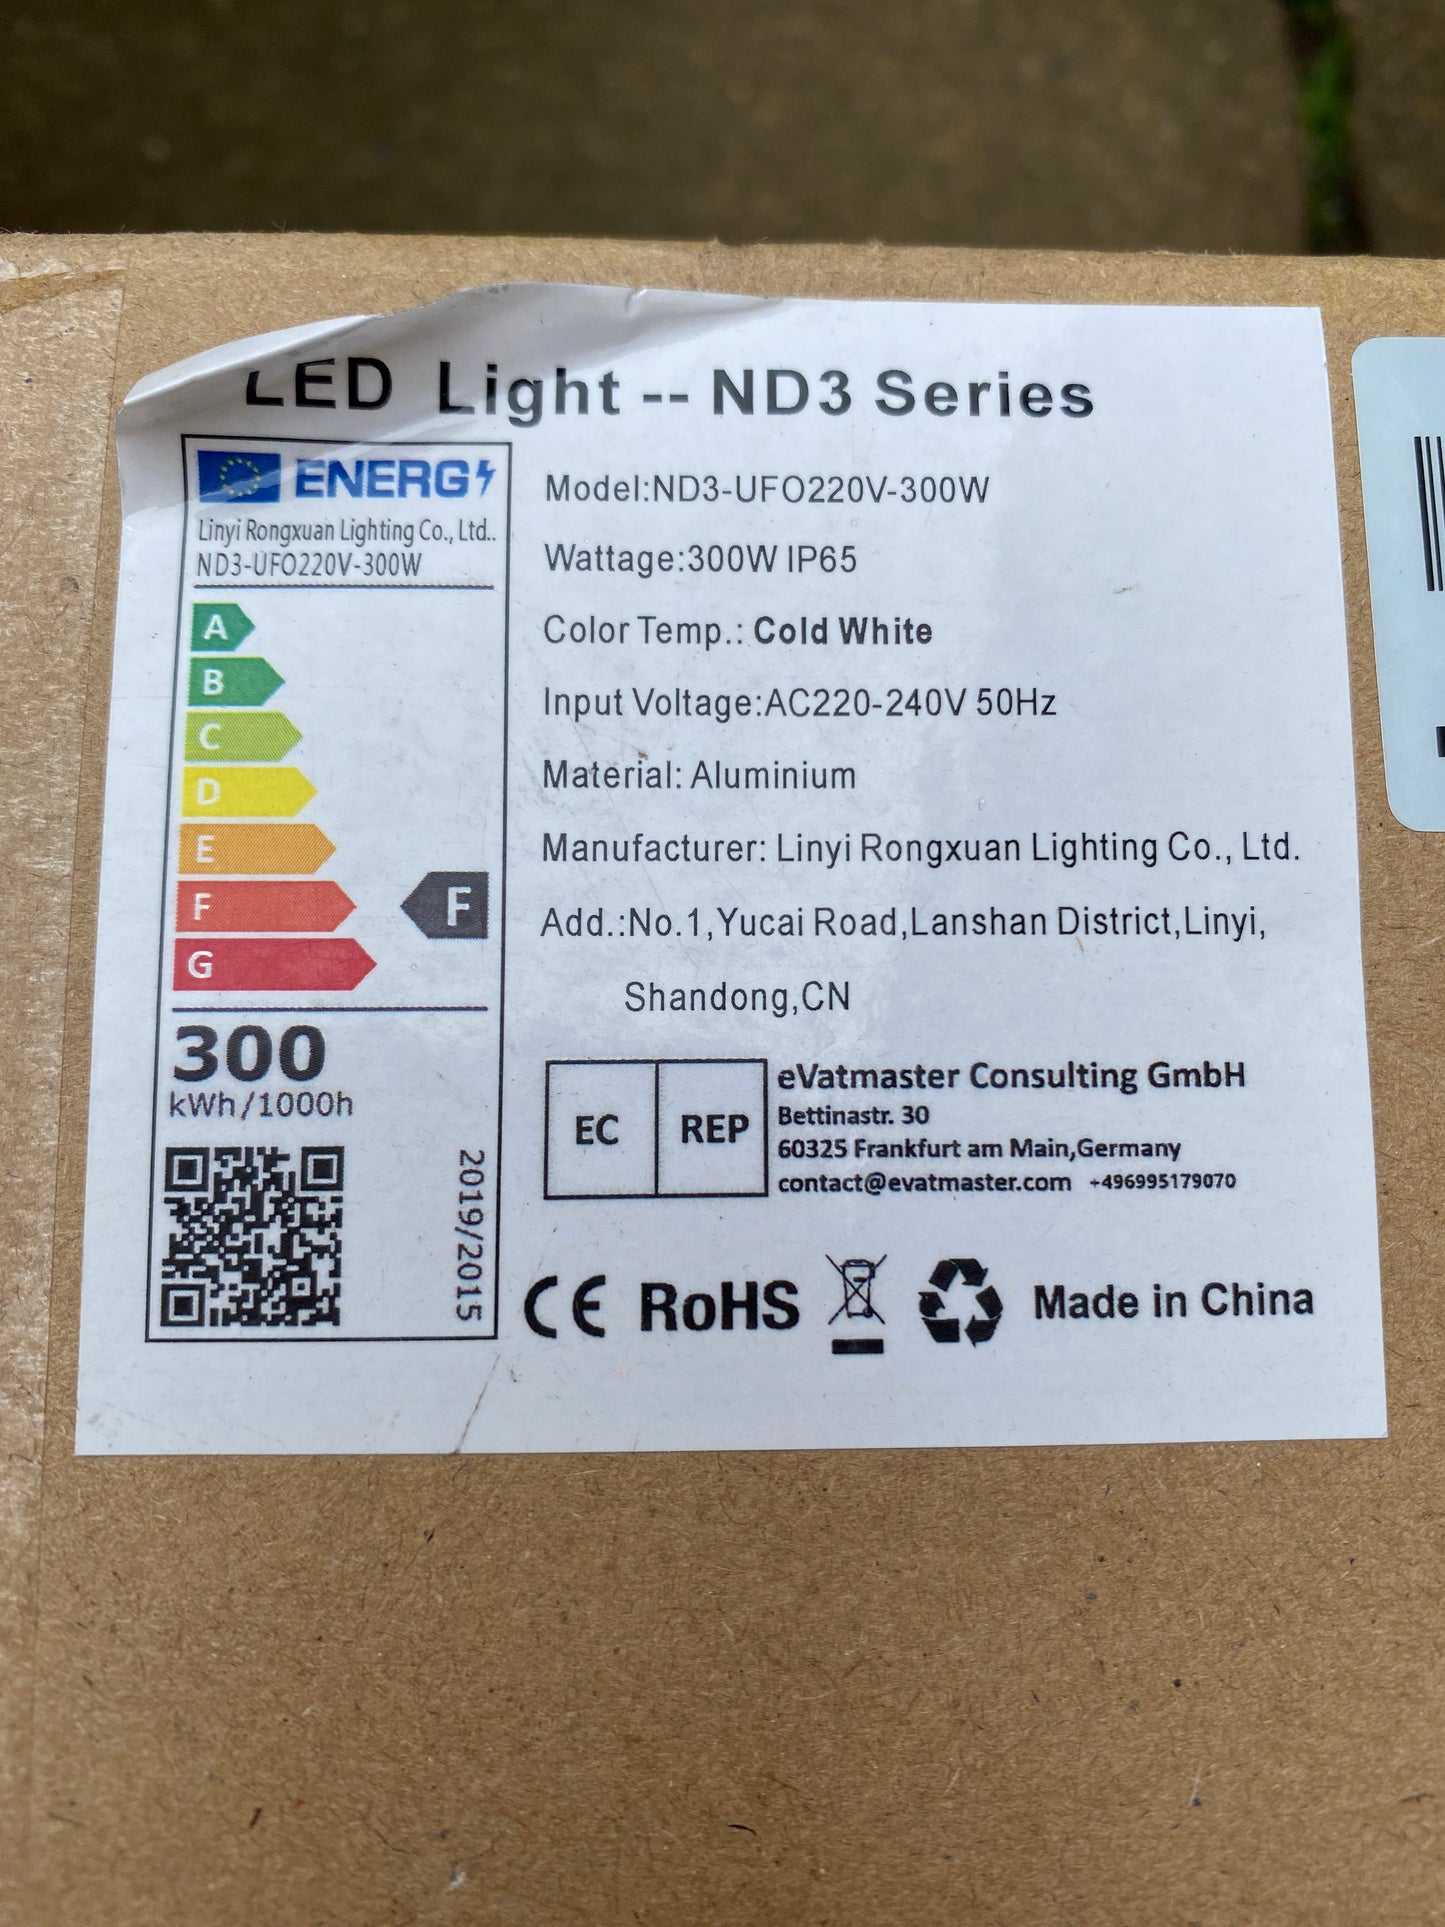 LED Light -- ND3 Series
ENERG
Linyi Rongxuan Lighting Co., Ltd..
ND3-UFO220V-300W
A
B
C
D
E
F
F
G
300
kWh/1000h
2019/2015
Model:ND3-UFO220V-300W
Wattage:300W IP65
Color Temp.: Cold White
Input Voltage:AC220-240V 50Hz
Material: Aluminium
Manufacturer: Linyi Rongxuan Lighting Co., Ltd.
Add.:No.1,Yucai Road,Lanshan District,Linyi,
Shandong,CN
EC REP
eVatmaster Consulting GmbH
Bettinastr. 30
60325 Frankfurt am Main,Germany
contact@evatmaster.com +496995179070
CE RoHS Made in China